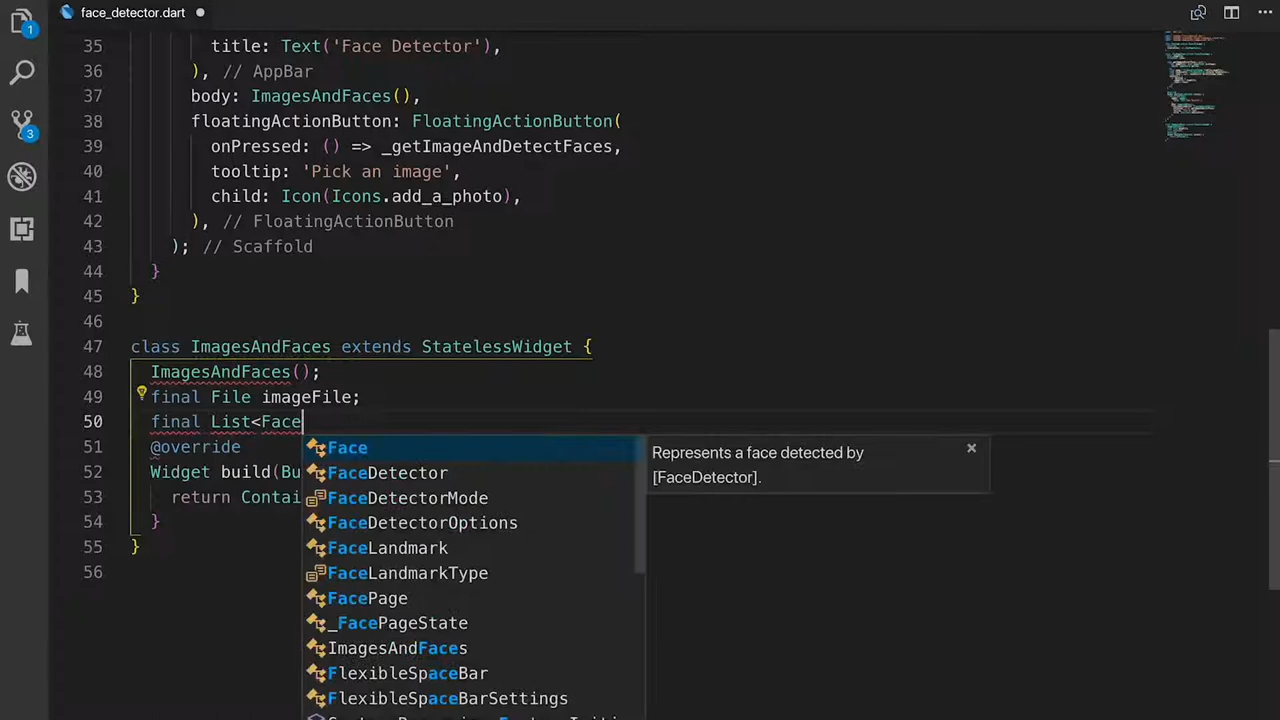 face_detector.dart
1
3
35 title: Text('Face Detector'),
36 ), // AppBar
37 body: ImagesAndFaces(),
38 floatingActionButton: FloatingActionButton(
39 onPressed: () => _getImageAndDetectFaces,
40 tooltip: 'Pick an image',
41 child: Icon(Icons.add_a_photo),
42 ), // FloatingActionButton
43 ); // Scaffold
44 }
45 }
46
47 class ImagesAndFaces extends StatelessWidget {
48 ImagesAndFaces();
49 final File imageFile;
50 final List<Face
51 @override
52 Widget build(Bu
53 return Contai
54 }
55 }
56
Face
FaceDetector
FaceDetectorMode
FaceDetectorOptions
FaceLandmark
FaceLandmarkType
FacePage
_FacePageState
ImagesAndFaces
FlexibleSpaceBar
FlexibleSpaceBarSettings
Represents a face detected by
[FaceDetector].